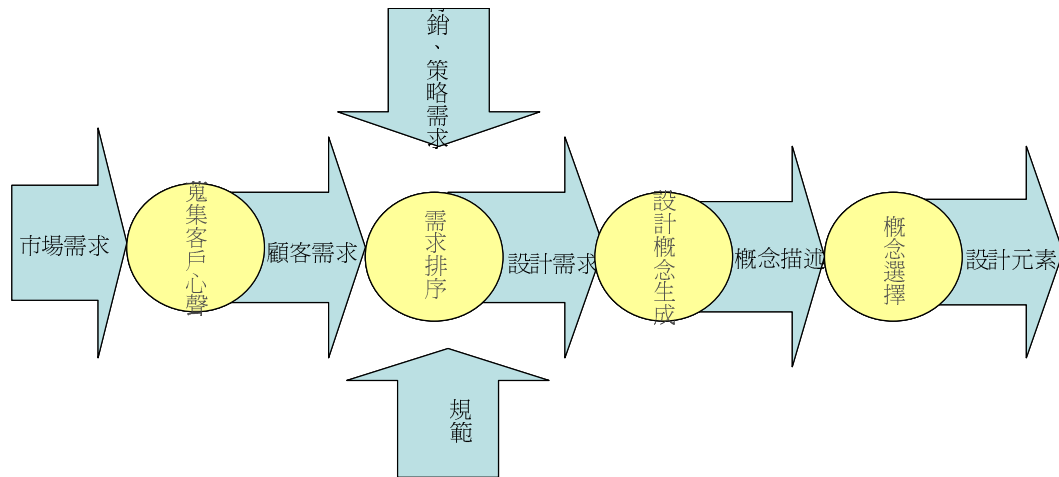 銷、策略需求
市場需求
蒐集客戶心聲
顧客需求
需求排序
設計需求
設計概念生成
概念描述
概念選擇
設計元素
規範